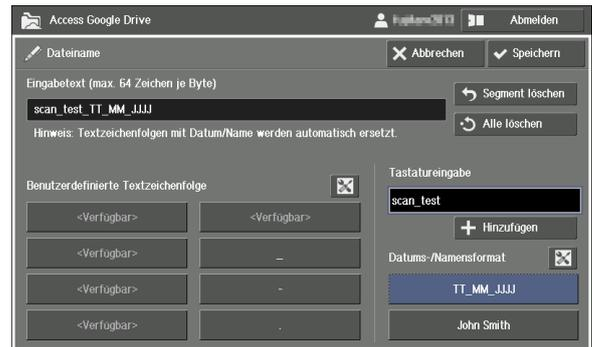 Access Google Drive
Abmelden
Dateiname
Abbrechen
Speichern
Eingabetext (max. 64 Zeichen je Byte)
Segment löschen
scan_test_TT_MM_JJJJ
Alle löschen
Hinweis: Textzeichenfolgen mit Datum/Name werden automatisch ersetzt.
Tastatureingabe
Benutzerdefinierte Textzeichenfolge
scan_test
<Verfügbar>
<Verfügbar>
Hinzufügen
<Verfügbar>
_
Datums-/Namensformat
<Verfügbar>
-
TT_MM_JJJJ
<Verfügbar>
.
John Smith